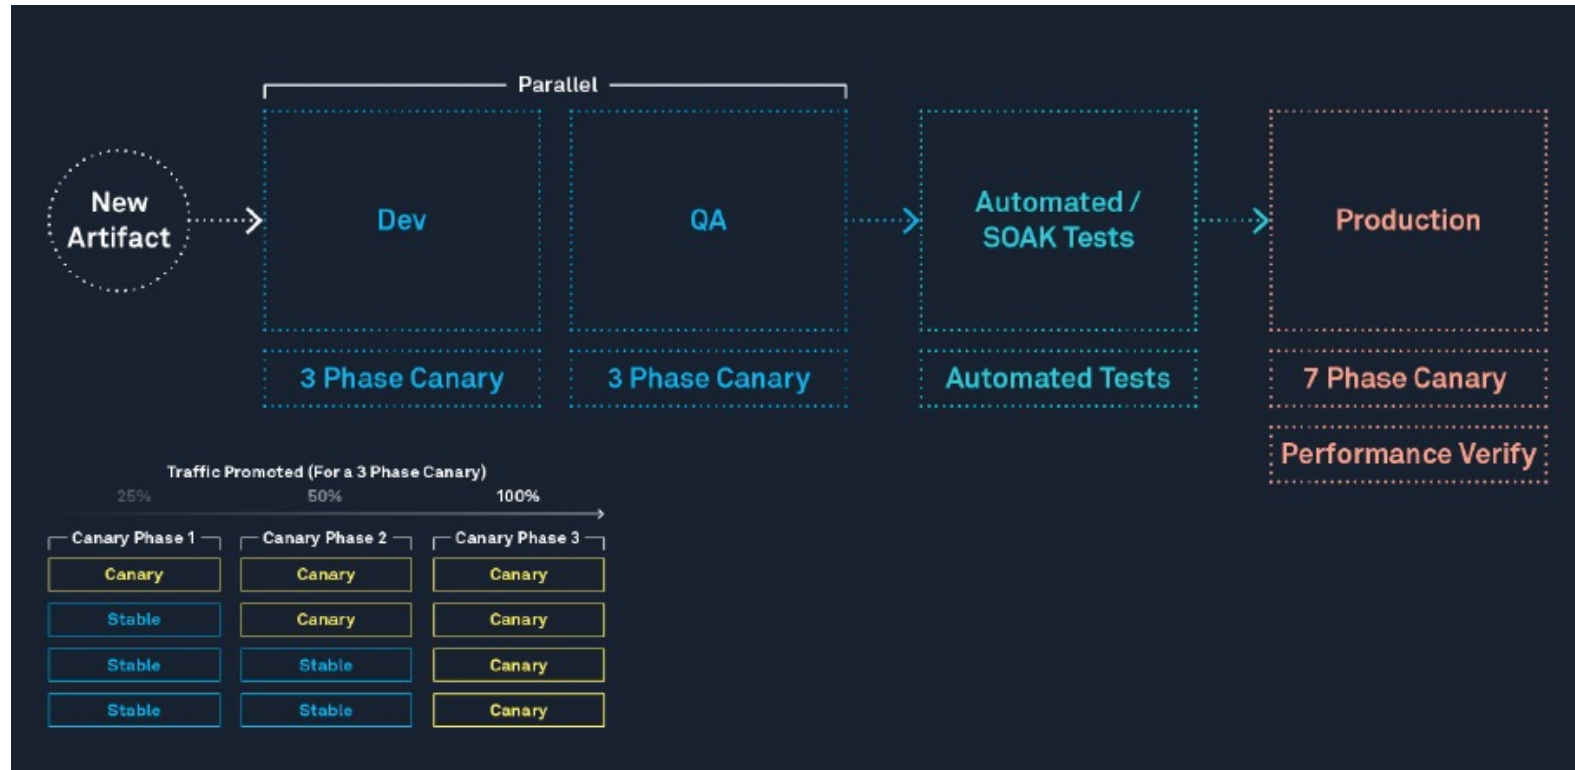 Parallel
New
Artifact
Dev
QA
Automated /
SOAK Tests
Production
3 Phase Canary
3 Phase Canary
Automated Tests
7 Phase Canary
Performance Verify
Traffic Promoted (For a 3 Phase Canary)
25% 50% 100%
Canary Phase 1 Canary Phase 2 Canary Phase 3
Canary Canary Canary
Stable Canary Canary
Stable Stable Canary
Stable Stable Canary